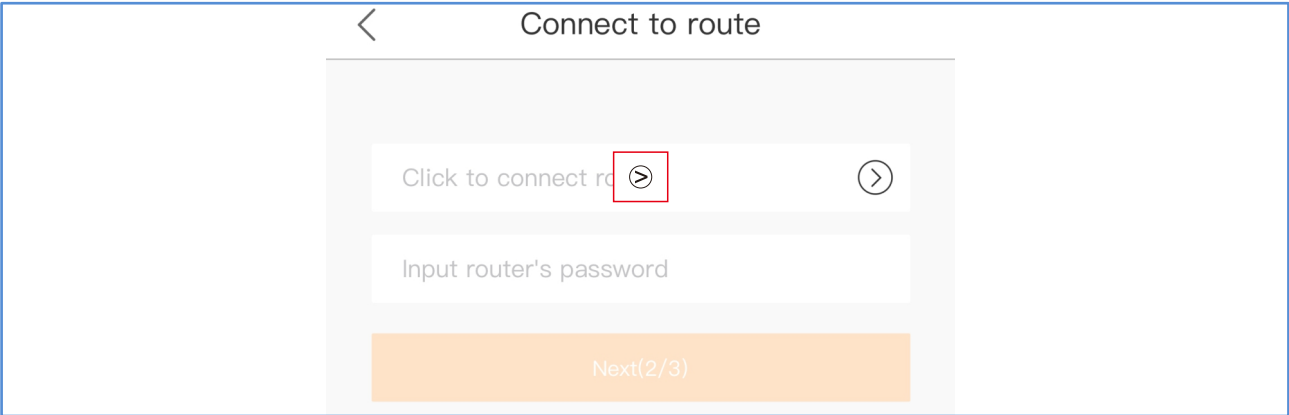 Connect to route
Click to connect ro
Input router's password
Next(2/3)